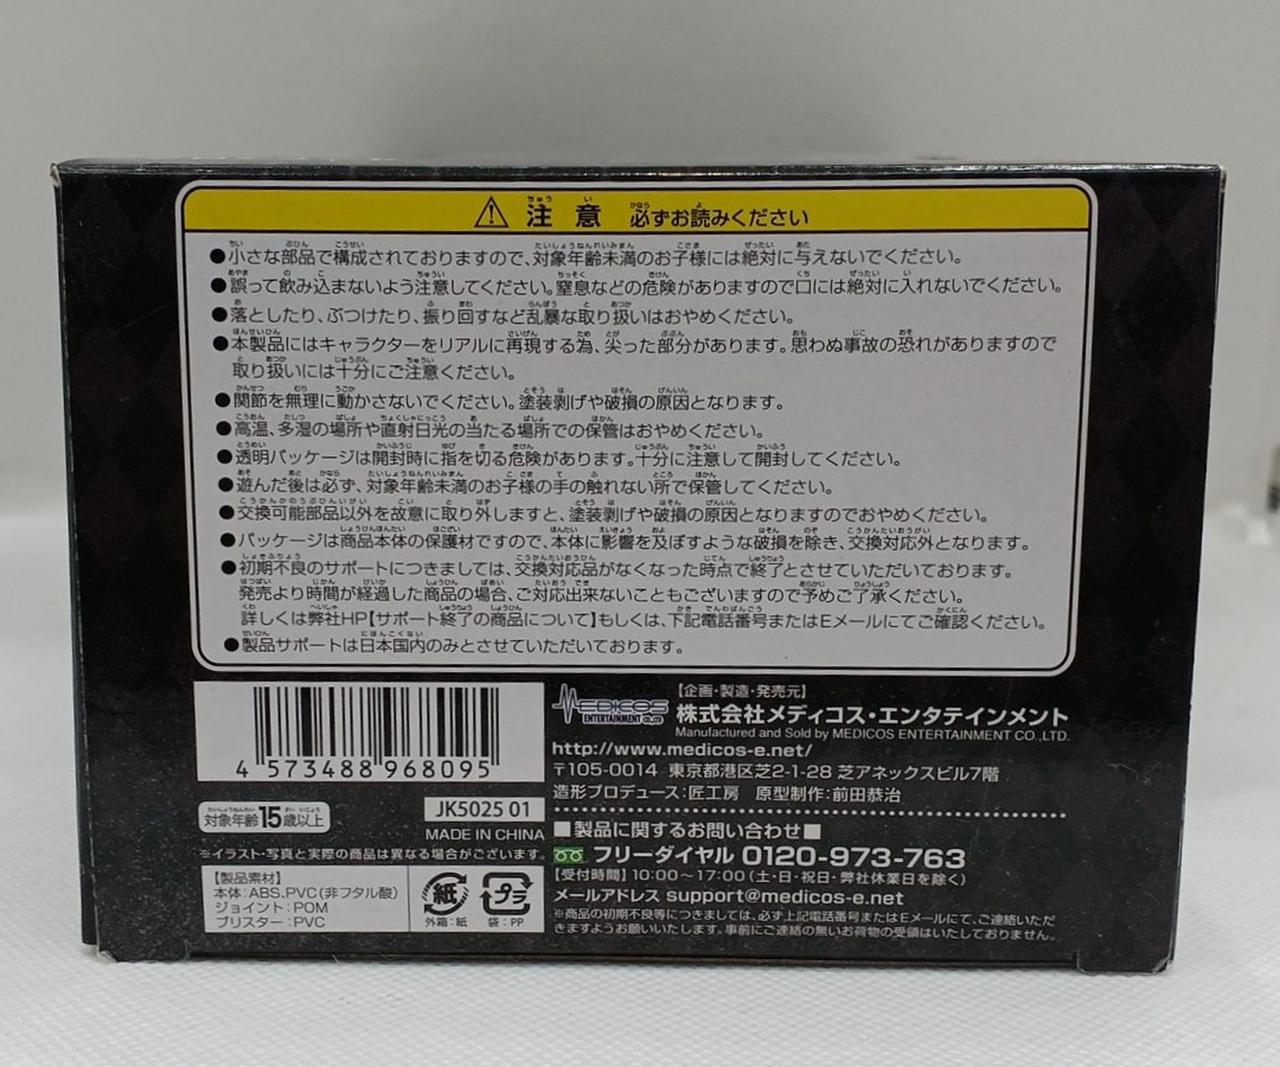 注意 必ずお読みください
●小さな部品で構成されておりますので、対象年齢未満のお子様には絶対に与えないでください。
●誤って飲み込まないよう注意してください。窒息などの危険がありますので口には絶対に入れないでください。
●落としたり、ぶつけたり、振り回すなど乱暴な取り扱いはおやめください。
●本製品にはキャラクターをリアルに再現する為、尖った部分があります。思わぬ事故の恐れがありますので
取り扱いには十分にご注意ください。
●関節を無理に動かさないでください。塗装剥げや破損の原因となります。
●高温、多湿の場所や直射日光の当たる場所での保管はおやめください。
●透明パッケージは開封時に指を切る危険があります。十分に注意して開封してください。
●遊んだ後は必ず、対象年齢未満のお子様の手の触れない所で保管してください。
●交換可能部品以外を故意に取り外しますと、塗装剥げや破損の原因となりますのでおやめください。
●パッケージは商品本体の保護材ですので、本体に影響を及ぼすような破損を除き、交換対応外となります。
●初期不良のサポートにつきましては、交換対応品がなくなった時点で終了とさせていただいております。
発売より時間が経過した商品の場合、ご対応出来ないこともございますので予めご了承ください。
詳しくは弊社HP【サポート終了の商品について】もしくは、下記電話番号またはEメールにてご確認ください。
●製品サポートは日本国内のみとさせていただいております。
4 573488 968095
対象年齢15歳以上
JK5025 01
MADE IN CHINA
※イラスト・写真と実際の商品は異なる場合がございます。
【製品素材】
本体:ABS、PVC(非フタル酸)
ジョイント:POM
ブリスター:PVC
紙
外箱:紙
プラ
袋:PP
MEDICOS
ENTERTAINMENT CO.,LTD.
【企画・製造・発売元】
株式会社メディコス・エンタテインメント
Manufactured and Sold by MEDICOS ENTERTAINMENT CO.,LTD.
http://www.medicos-e.net/
〒105-0014 東京都港区芝2-1-28 芝アネックスビル7階
造形プロデュース:匠工房 原型制作:前田恭治
■製品に関するお問い合わせ■
フリーダイヤル 0120-973-763
【受付時間】10:00～17:00(土・日・祝日・弊社休業日を除く)
メールアドレス support@medicos-e.net
※商品の初期不良等につきましては、必ず上記電話番号またはEメールにて、ご連絡いただ
きますようお願いいたします。事前にご連絡の無いお荷物の受領はいたしておりません。